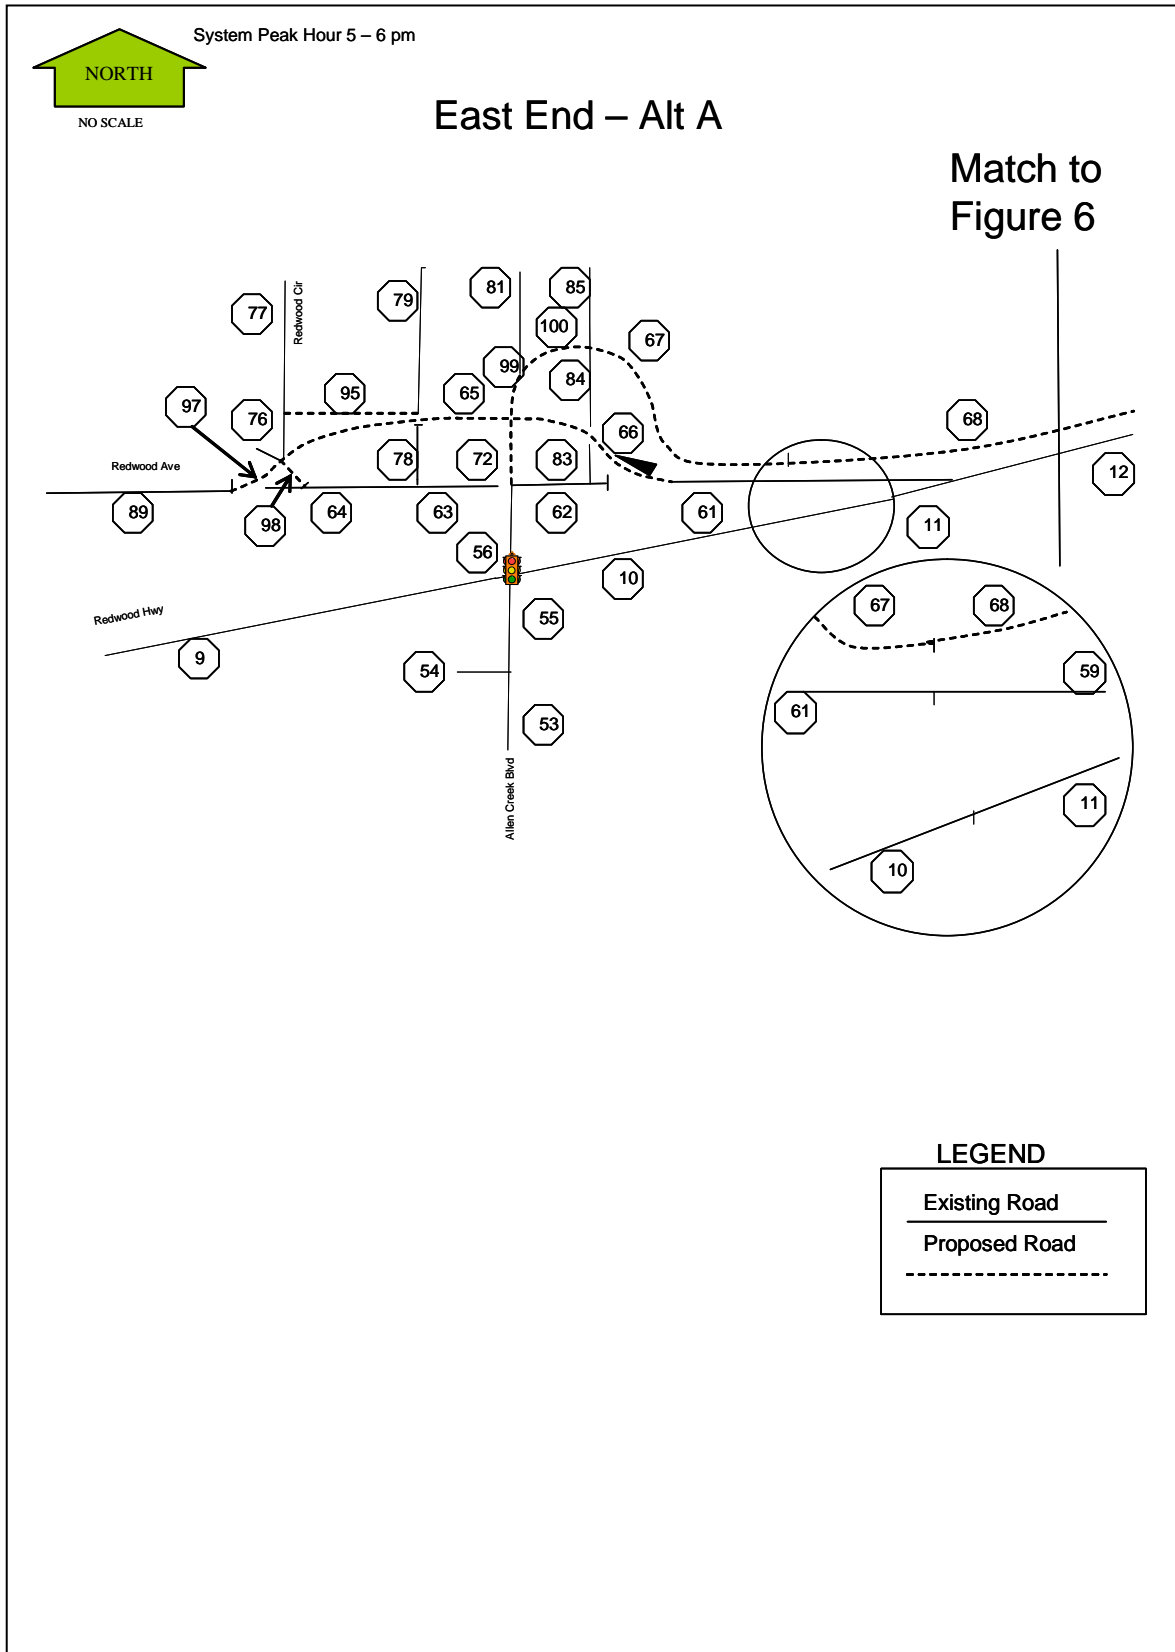 System Peak Hour 5 – 6 pm
NORTH
NO SCALE
East End – Alt A
Match to
Figure 6
77
Redwood Cir
79
81
85
100
67
99
97
76
95
65
84
66
68
Redwood Ave
78
72
83
12
89
98
64
63
62
61
11
56
10
Redwood Hwy
9
55
54
53
Allen Creek Blvd
67
68
59
61
11
10
LEGEND
Existing Road
Proposed Road